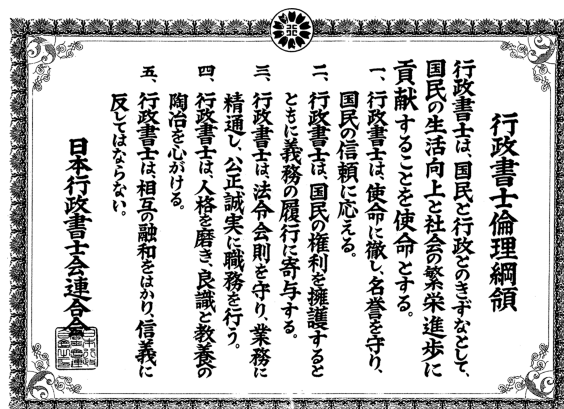 行政書士倫理綱領
行政書士は、国民と行政とのきずなとして、
国民の生活向上と社会の繁栄進歩に
貢献することを使命とする。
一、行政書士は、使命に徹し、名誉を守り、
国民の信頼に応える。
二、行政書士は、国民の権利を擁護すると
ともに義務の履行に寄与する。
三、行政書士は、法令会則を守り、業務に
精通し、公正誠実に職務を行う。
四、行政書士は、人格を磨き、良識と教養の
陶冶を心がける。
五、行政書士は、相互の融和をはかり、信義に
反してはならない。
日本行政書士会連合会